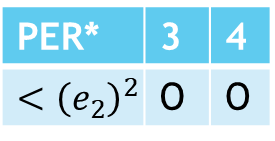 PER* 3 4
< (e₂)² 0 0